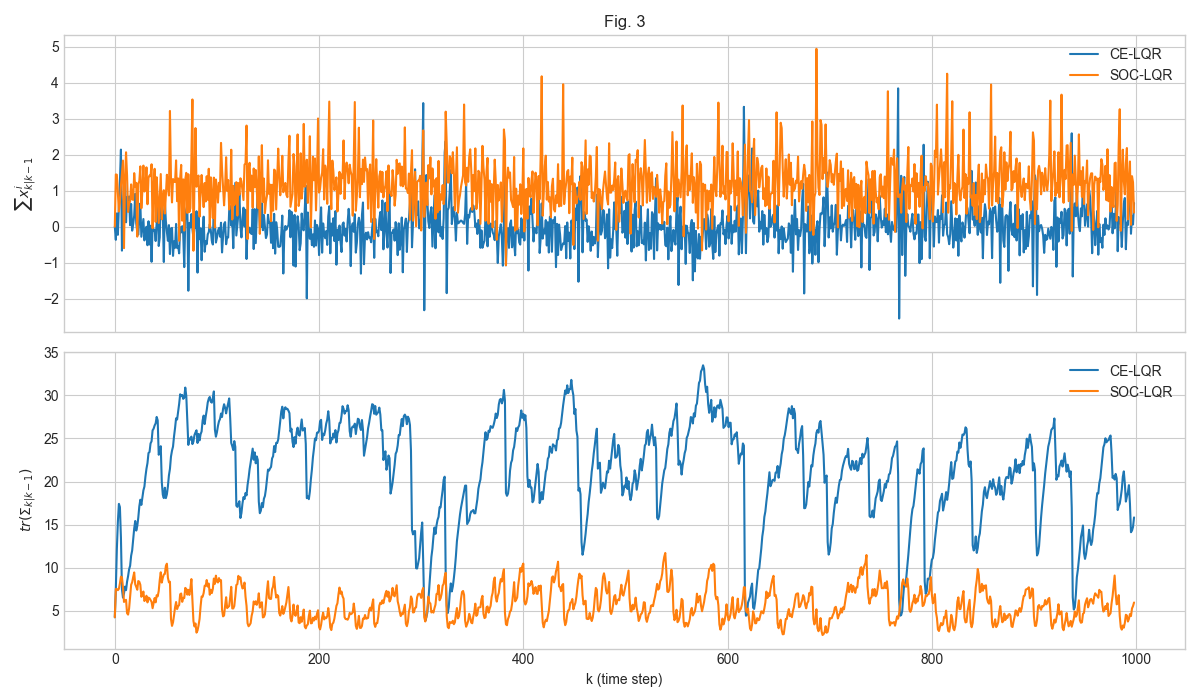 Fig. 3
5
4
3
2
1
0
−1
−2
∑x^i_{k|k−1}
CE-LQR
SOC-LQR
35
30
25
20
15
10
5
tr(Σ_{k|k−1})
CE-LQR
SOC-LQR
0 200 400 600 800 1000
k (time step)